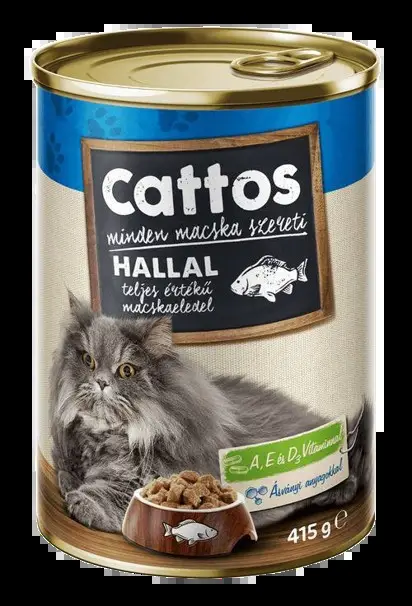 Cattos
minden macska szereti
HALLAL
teljes értékű
macskaeledel
A, E és D3 Vitaminnal
Ásványi anyagokkal
415 g ℮